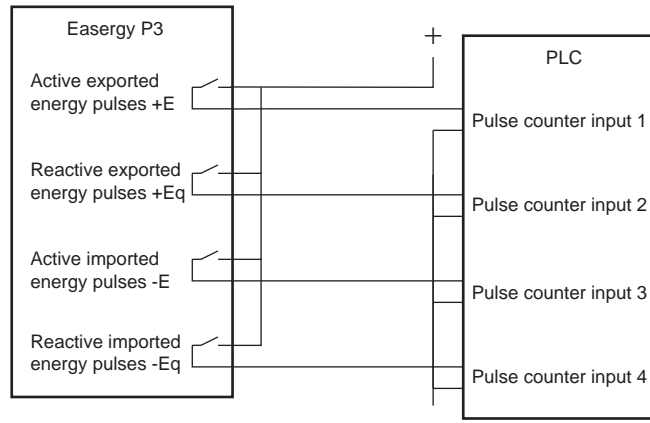 Easergy P3
Active exported
energy pulses +E
Reactive exported
energy pulses +Eq
Active imported
energy pulses -E
Reactive imported
energy pulses -Eq
+
PLC
Pulse counter input 1
Pulse counter input 2
Pulse counter input 3
Pulse counter input 4